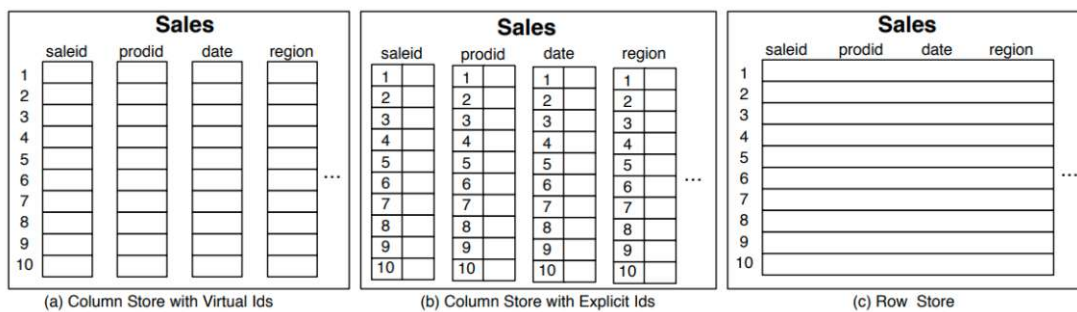 Sales
saleid prodid date region
1
2
3
4
5
6
7
8
9
10
...
(a) Column Store with Virtual Ids
Sales
saleid prodid date region
1 1 1 1
2 2 2 2
3 3 3 3
4 4 4 4
5 5 5 5
6 6 6 6
7 7 7 7
8 8 8 8
9 9 9 9
10 10 10 10
...
(b) Column Store with Explicit Ids
Sales
saleid prodid date region
1
2
3
4
5
6
7
8
9
10
...
(c) Row Store